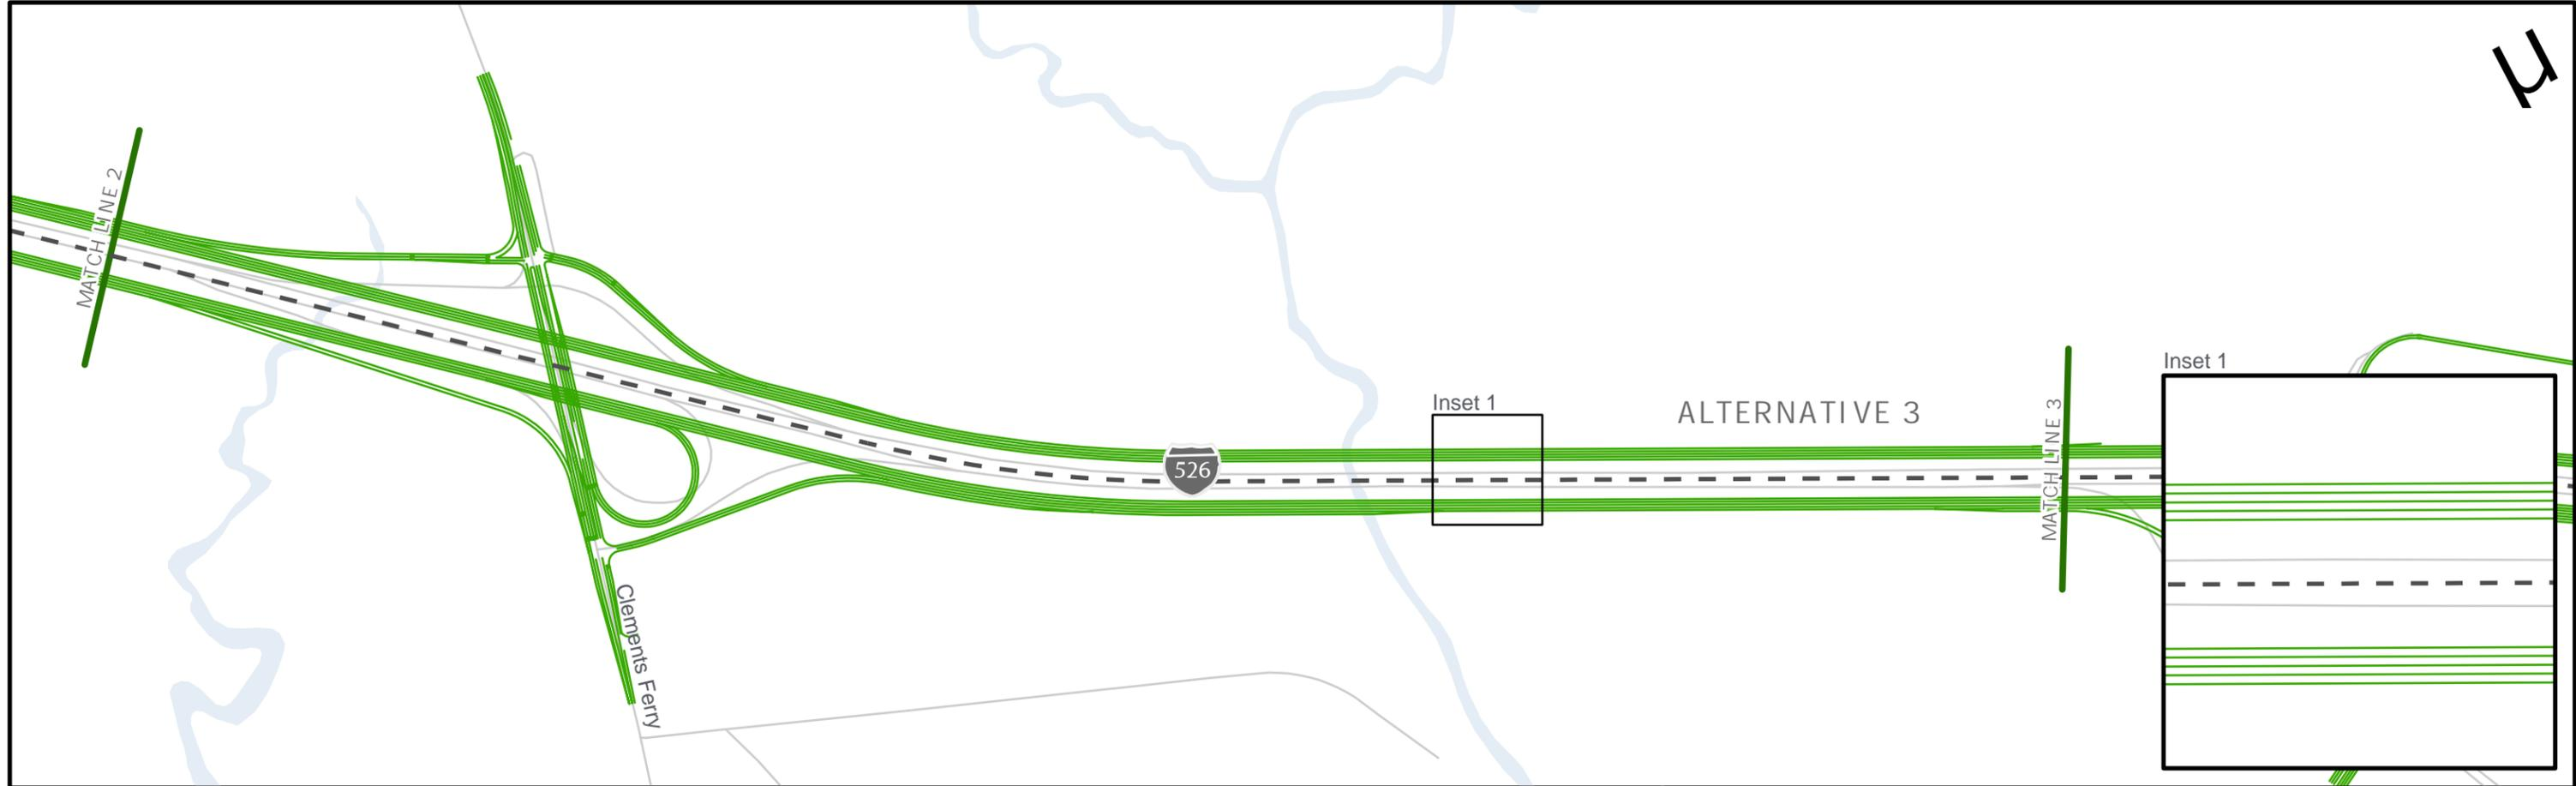 µ
MATCH LINE 2
Inset 1
Inset 1
ALTERNATIVE 3
MATCH LINE 3
526
Clements Ferry